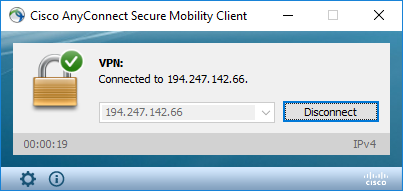 Cisco AnyConnect Secure Mobility Client
VPN:
Connected to 194.247.142.66.
194.247.142.66
Disconnect
00:00:19
IPv4
cisco